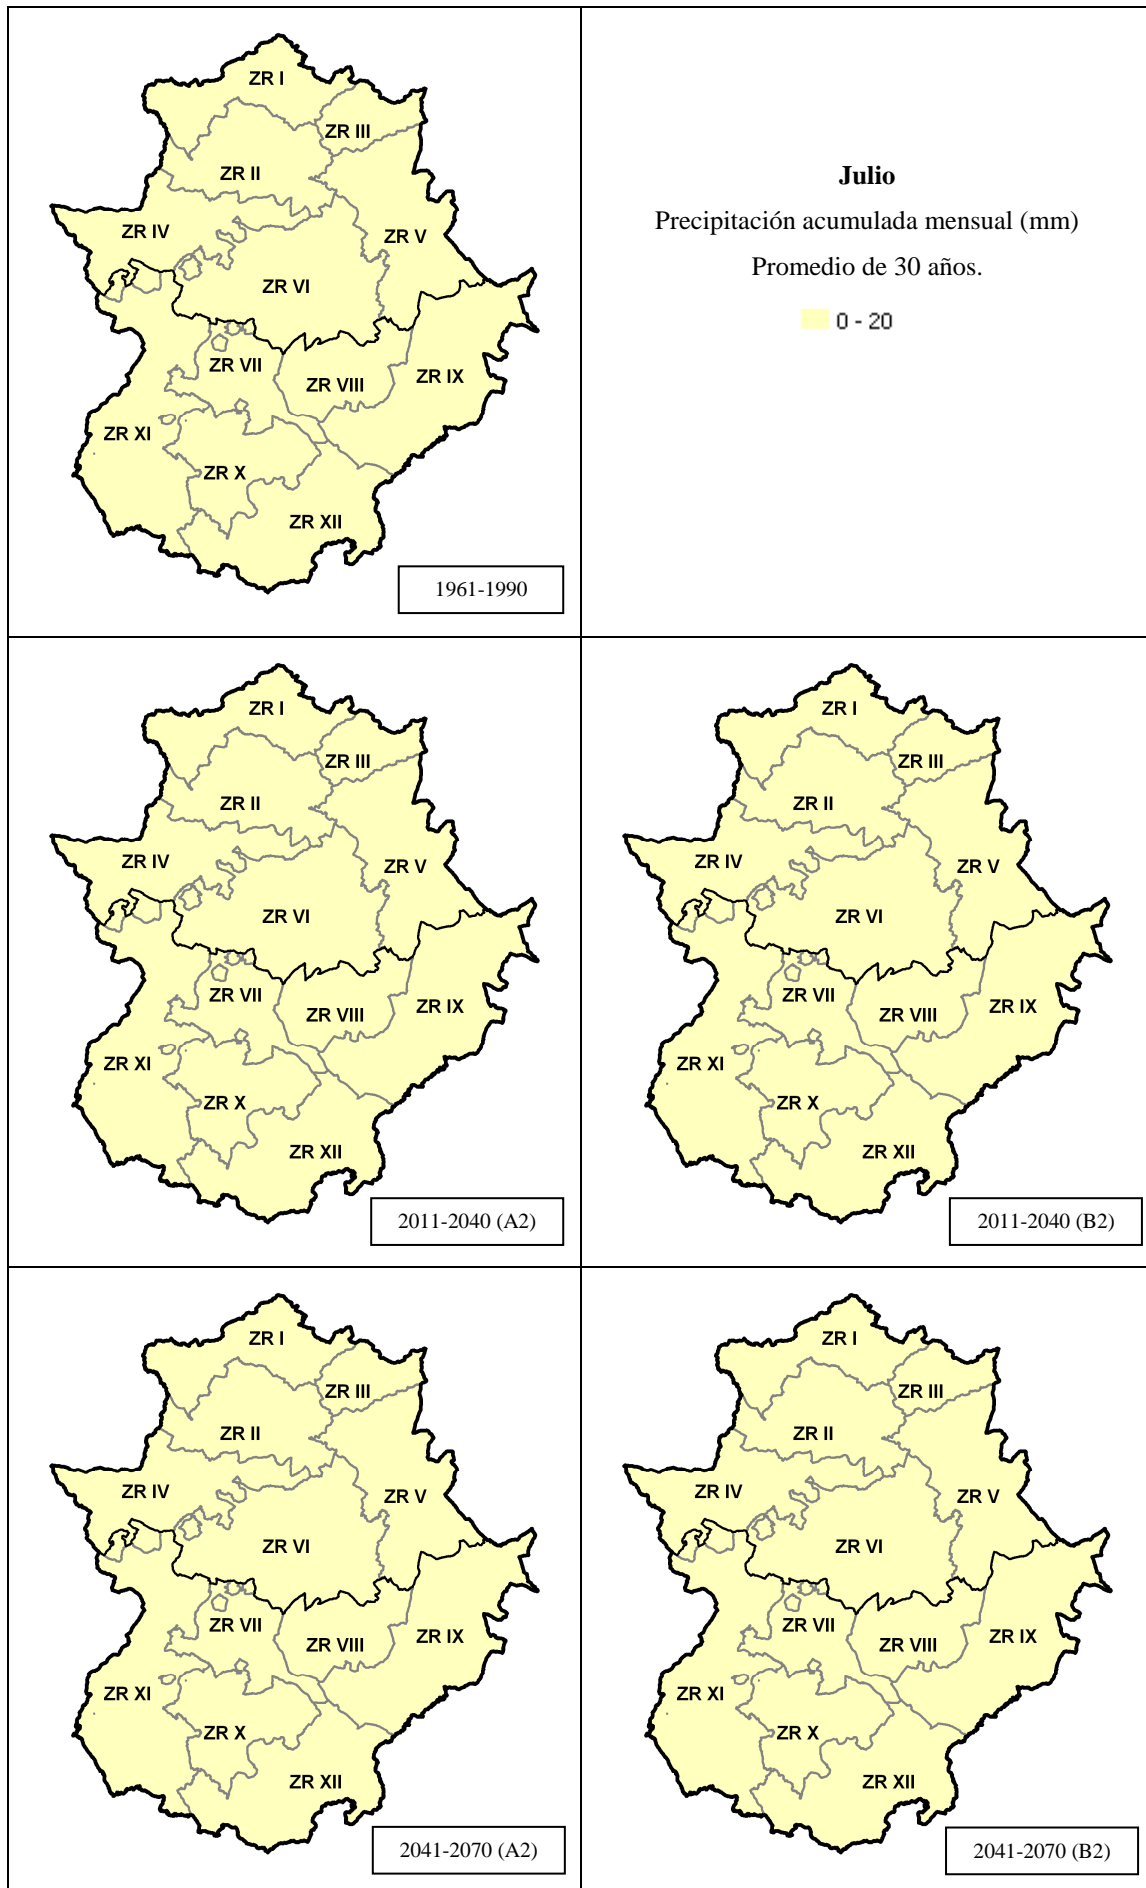 ZR I
ZR III
ZR II
ZR IV
ZR V
ZR VI
ZR VII
ZR VIII
ZR IX
ZR XI
ZR X
ZR XII
1961-1990
Julio
Precipitación acumulada mensual (mm)
Promedio de 30 años.
0 - 20
ZR I
ZR III
ZR II
ZR IV
ZR V
ZR VI
ZR VII
ZR VIII
ZR IX
ZR XI
ZR X
ZR XII
2011-2040 (A2)
ZR I
ZR III
ZR II
ZR IV
ZR V
ZR VI
ZR VII
ZR VIII
ZR IX
ZR XI
ZR X
ZR XII
2011-2040 (B2)
ZR I
ZR III
ZR II
ZR IV
ZR V
ZR VI
ZR VII
ZR VIII
ZR IX
ZR XI
ZR X
ZR XII
2041-2070 (A2)
ZR I
ZR III
ZR II
ZR IV
ZR V
ZR VI
ZR VII
ZR VIII
ZR IX
ZR XI
ZR X
ZR XII
2041-2070 (B2)